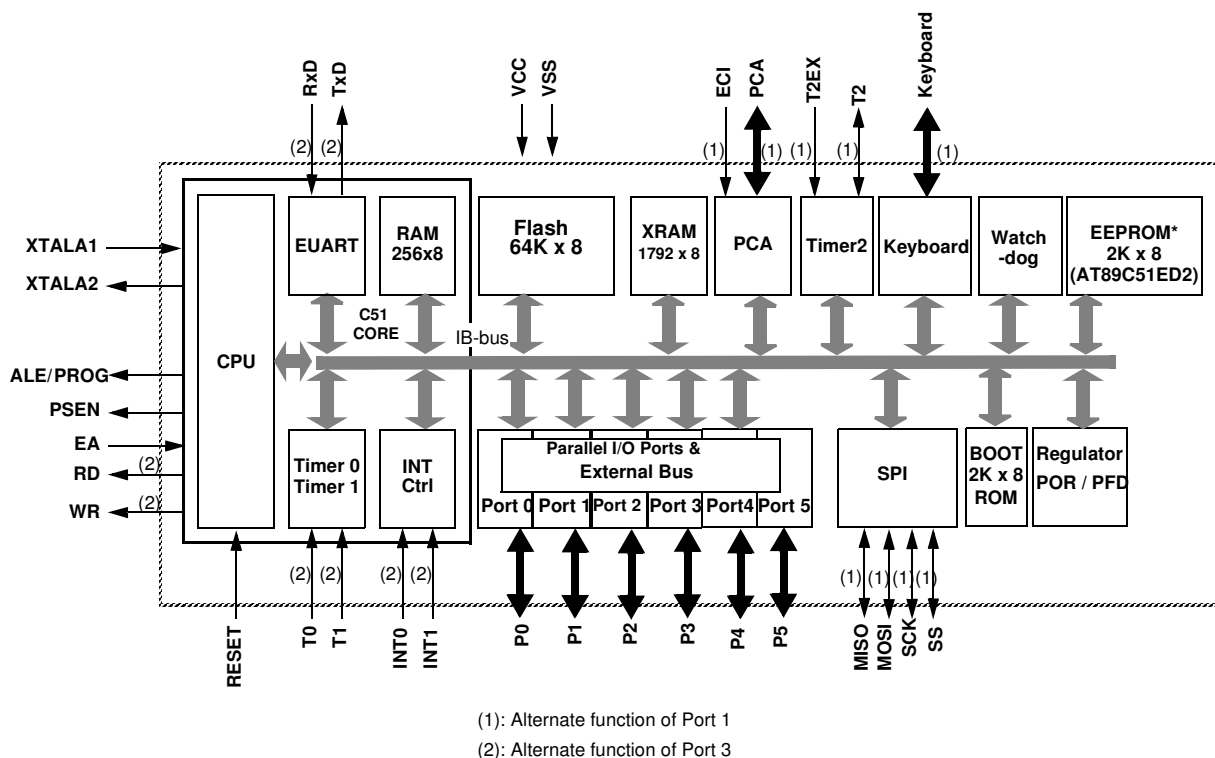 RxD
TxD
VCC
VSS
ECI
PCA
T2EX
T2
Keyboard
(2)
(2)
(1)
(1)
(1)
(1)
(1)
XTALA1
XTALA2
ALE/PROG
PSEN
EA
RD
(2)
WR
(2)
CPU
EUART
RAM
256x8
C51
CORE
IB-bus
Flash
64K x 8
XRAM
1792 x 8
PCA
Timer2
Keyboard
Watch
-dog
EEPROM*
2K x 8
(AT89C51ED2)
Timer 0
Timer 1
INT
Ctrl
Parallel I/O Ports &
External Bus
Port 0
Port 1
Port 2
Port 3
Port4
Port 5
SPI
BOOT
2K x 8
ROM
Regulator
POR / PFD
(2)
(2)
(2)
(2)
(1)
(1)
(1)
(1)
RESET
T0
T1
INT0
INT1
P0
P1
P2
P3
P4
P5
MISO
MOSI
SCK
SS
(1): Alternate function of Port 1
(2): Alternate function of Port 3